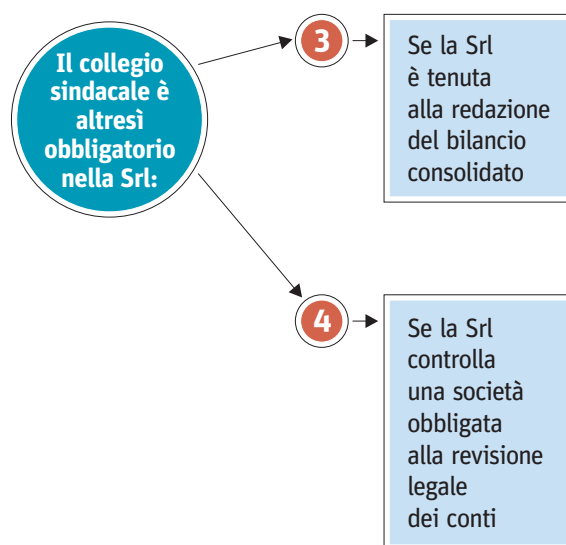 Il collegio
sindacale è
altresì
obbligatorio
nella Srl:
3
Se la Srl
è tenuta
alla redazione
del bilancio
consolidato
4
Se la Srl
controlla
una società
obbligata
alla revisione
legale
dei conti